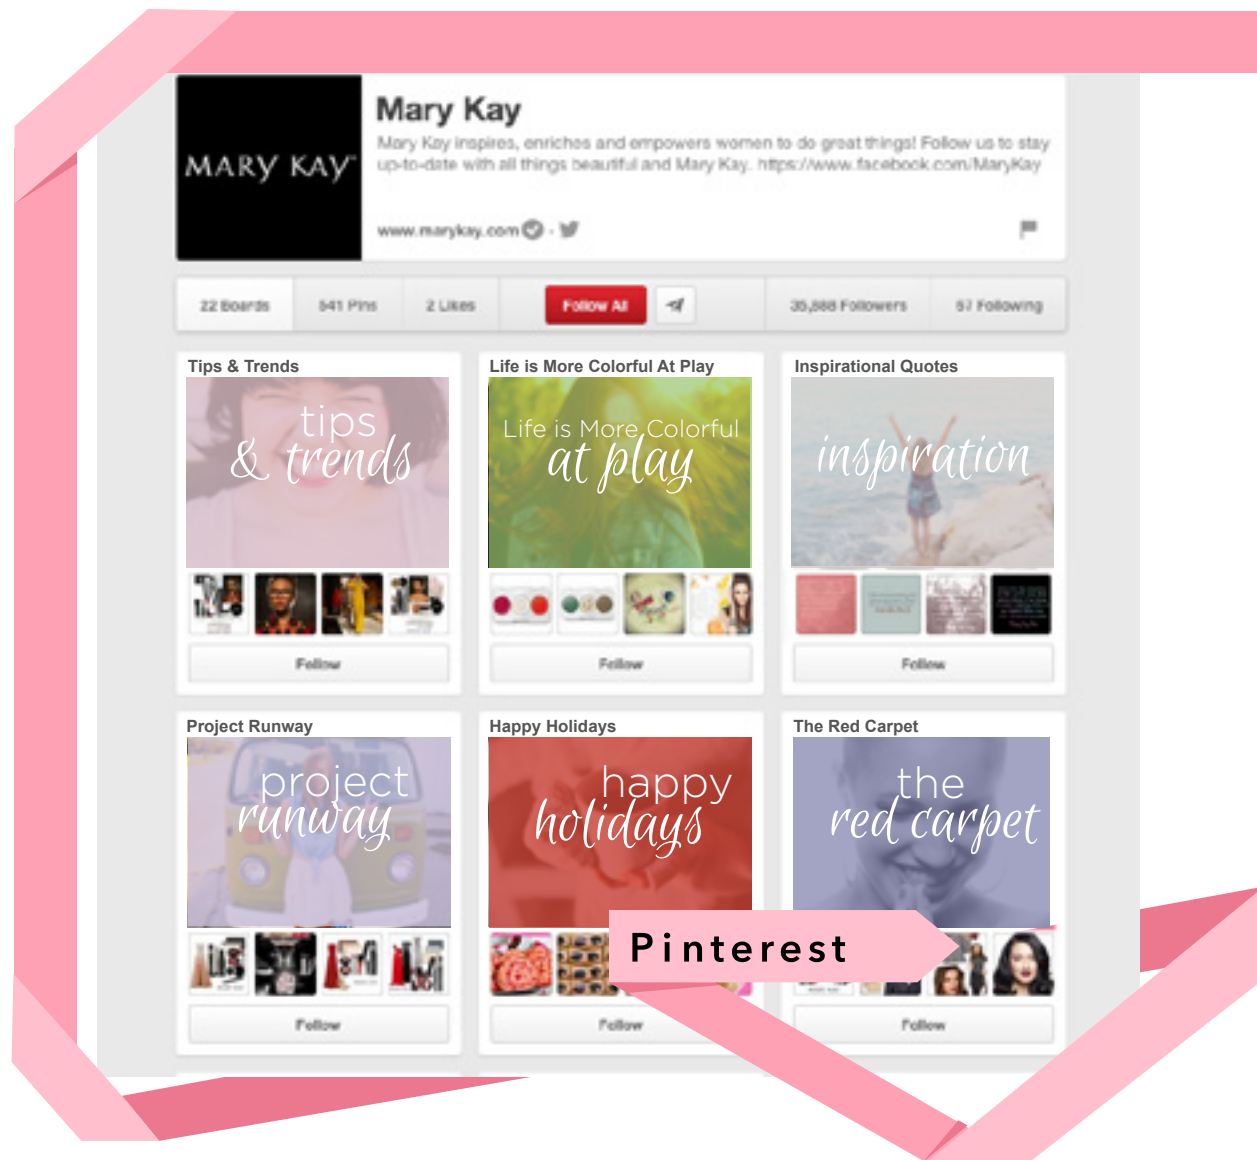 MARY KAY
Mary Kay
Mary Kay inspires, enriches and empowers women to do great things! Follow us to stay
up-to-date with all things beautiful and Mary Kay. https://www.facebook.com/MaryKay
www.marykay.com
22 Boards 541 Pins 2 Likes Follow All 35,888 Followers 57 Following
Tips & Trends Life is More Colorful At Play Inspirational Quotes
tips
& trends
Life is More Colorful
at play
inspiration
Follow Follow Follow
Project Runway Happy Holidays The Red Carpet
project
runway
happy
holidays
the
red carpet
Pinterest
Follow Follow Follow